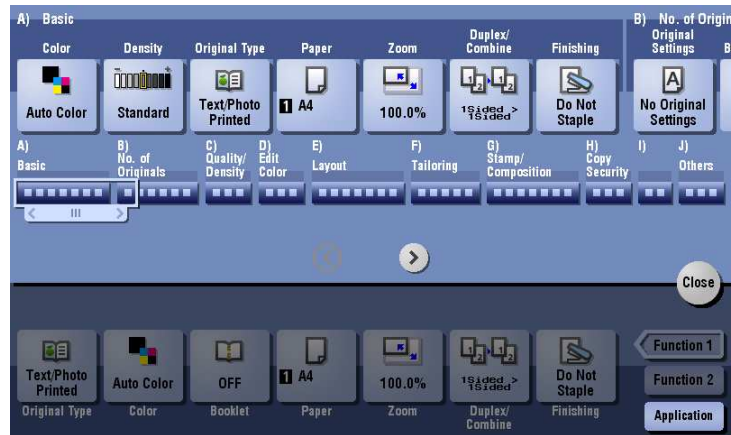 A) Basic
B) No. of Origin
Color
Density
Original Type
Paper
Zoom
Duplex/
Combine
Finishing
Original
Settings
B
Auto Color
Standard
Text/Photo
Printed
1 A4
100.0%
1Sided >
1Sided
Do Not
Staple
A
No Original
Settings
A)
Basic
B)
No. of
Originals
C)
Quality/
Density
D)
Edit
Color
E)
Layout
F)
Tailoring
G)
Stamp/
Composition
H)
Copy
Security
I)
J)
Others
Close
Text/Photo
Printed
Auto Color
OFF
1 A4
100.0%
1Sided >
1Sided
Do Not
Staple
Original Type
Color
Booklet
Paper
Zoom
Duplex/
Combine
Finishing
Function 1
Function 2
Application